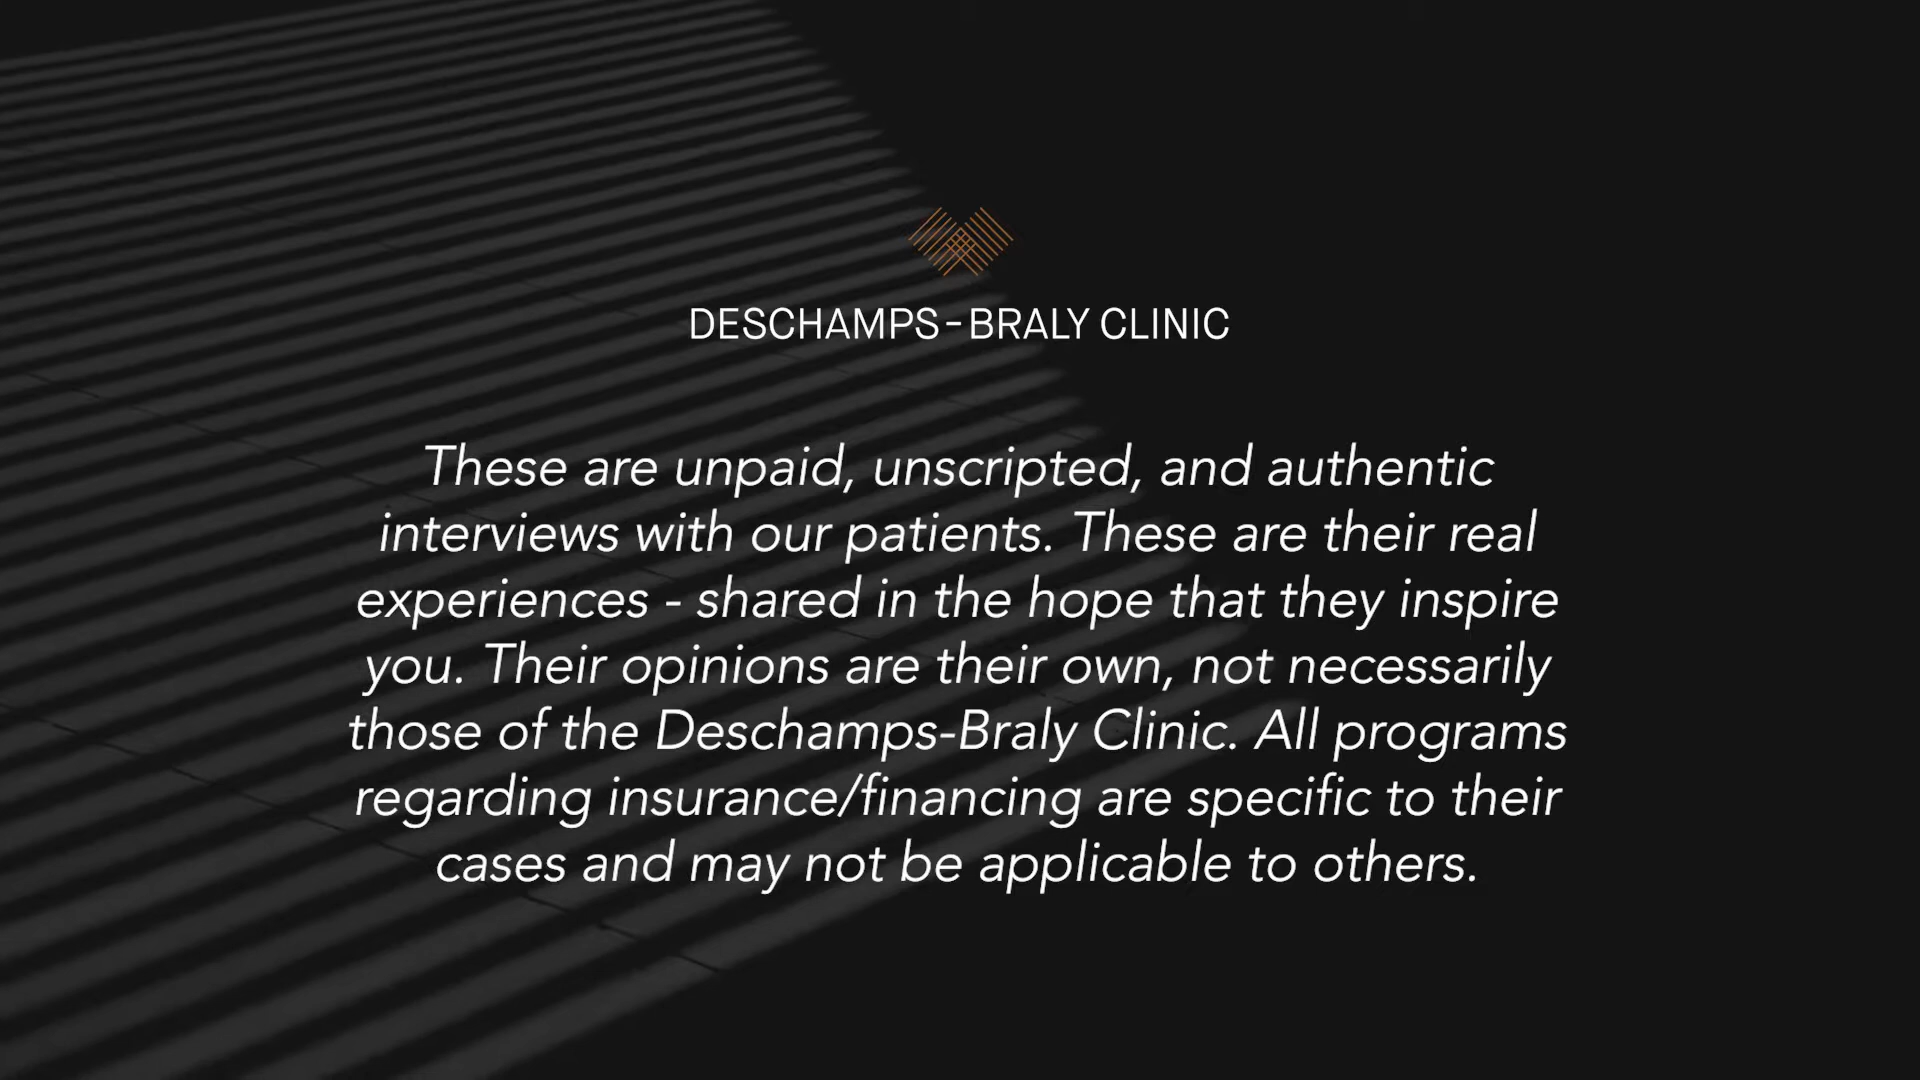 DESCHAMPS-BRALY CLINIC
These are unpaid, unscripted, and authentic
interviews with our patients. These are their real
experiences - shared in the hope that they inspire
you. Their opinions are their own, not necessarily
those of the Deschamps-Braly Clinic. All programs
regarding insurance/financing are specific to their
cases and may not be applicable to others.